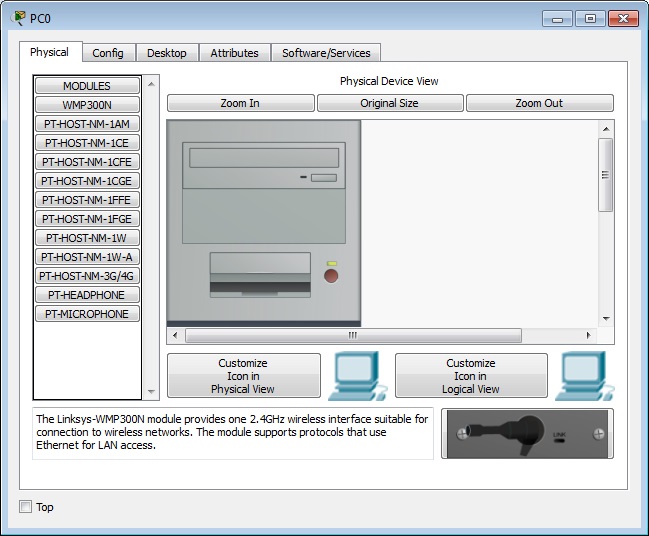 PC0
Physical
Config
Desktop
Attributes
Software/Services
MODULES
WMP300N
PT-HOST-NM-1AM
PT-HOST-NM-1CE
PT-HOST-NM-1CFE
PT-HOST-NM-1CGE
PT-HOST-NM-1FFE
PT-HOST-NM-1FGE
PT-HOST-NM-1W
PT-HOST-NM-1W-A
PT-HOST-NM-3G/4G
PT-HEADPHONE
PT-MICROPHONE
Physical Device View
Zoom In
Original Size
Zoom Out
Customize
Icon in
Physical View
Customize
Icon in
Logical View
The Linksys-WMP300N module provides one 2.4GHz wireless interface suitable for
connection to wireless networks. The module supports protocols that use
Ethernet for LAN access.
LINK
Top